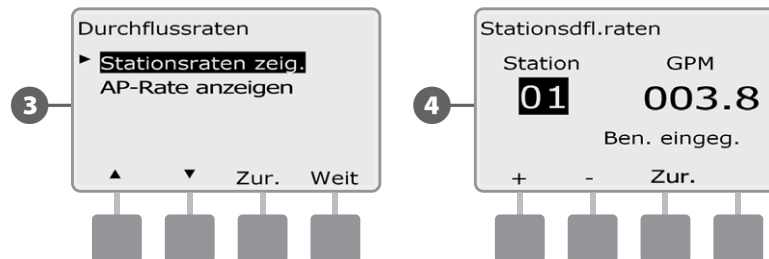 3
Durchflussraten
► Stationsraten zeig.
AP-Rate anzeigen
▲ ▼ Zur. Weit
4
Stationsdfl.raten
Station GPM
01 003.8
Ben. eingeg.
+ - Zur.